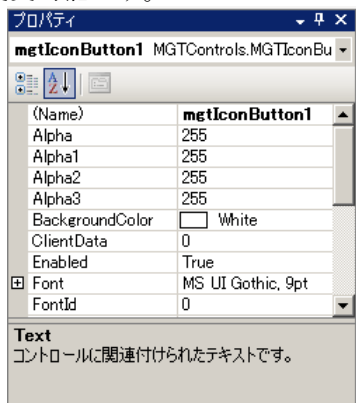 プロパティ
mgtIconButton1 MGTControls.MGTIconBu
(Name) mgtIconButton1
Alpha 255
Alpha1 255
Alpha2 255
Alpha3 255
BackgroundColor White
ClientData 0
Enabled True
Font MS UI Gothic, 9pt
FontId 0
Text
コントロールに関連付けられたテキストです。